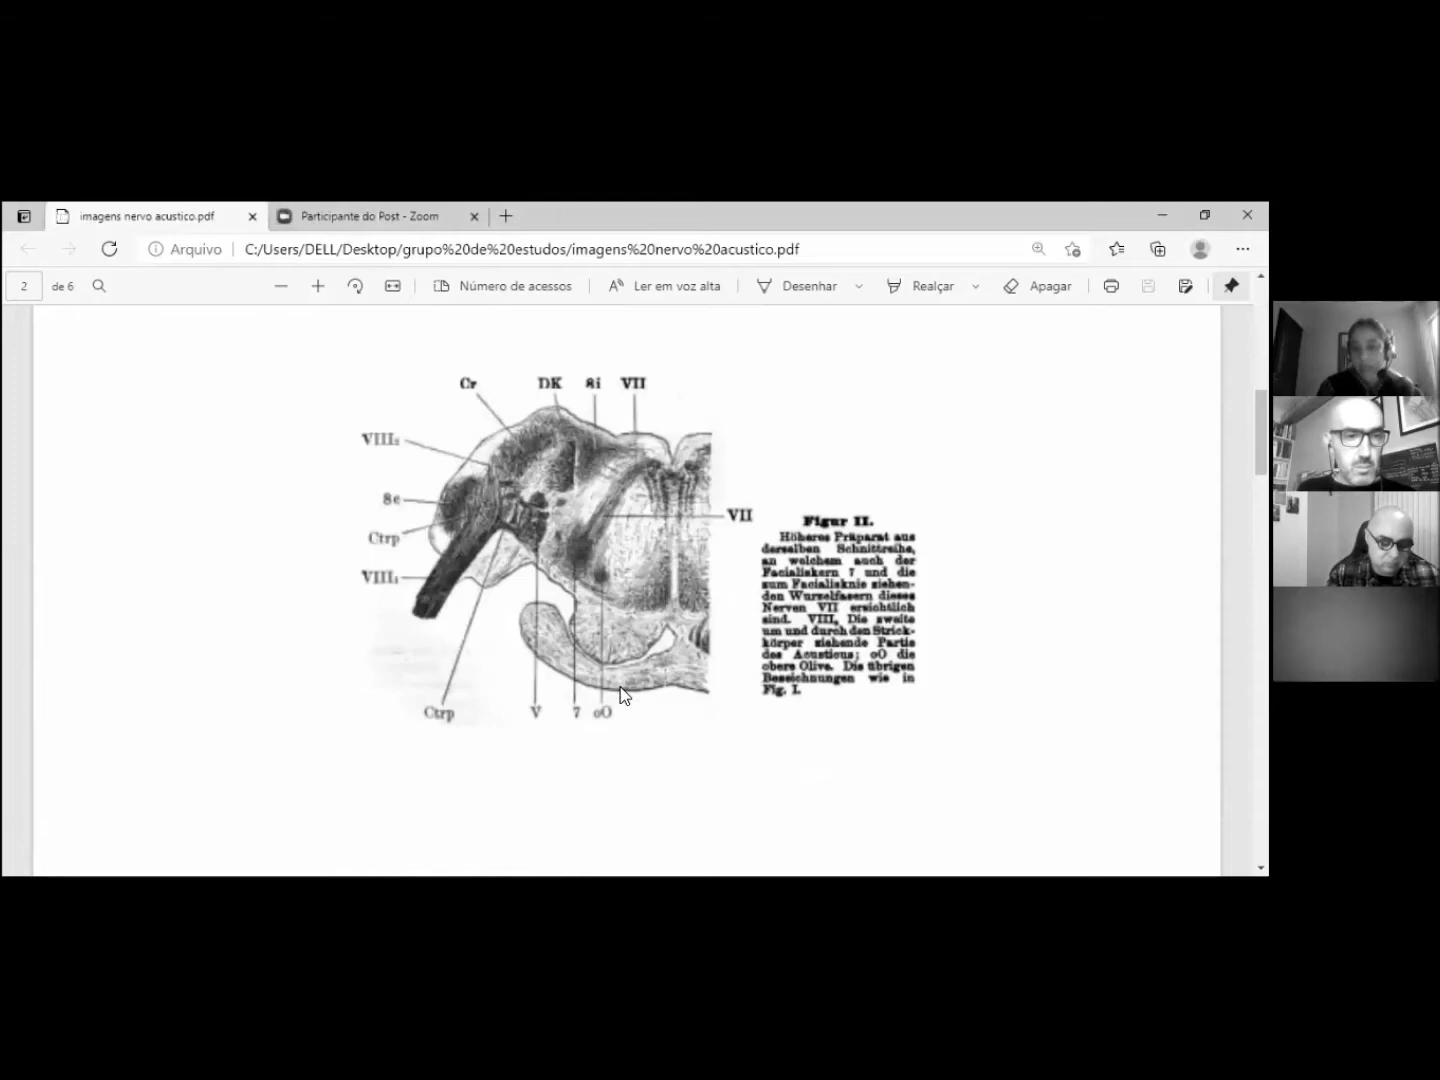 imagens nervo acustico.pdf
Participante do Post - Zoom
Arquivo
C:/Users/DELL/Desktop/grupo%20de%20estudos/imagens%20nervo%20acustico.pdf
2 de 6
Número de acessos
Ler em voz alta
Desenhar
Realçar
Apagar
Cr DK 8i VII
VIII₂
8e
Ctrp
VIII₁
VII
Ctrp V 7 oO
Figur II.
Höheres Präparat aus
derselben Schnittreihe,
an welchem auch der
Facialiskern 7 und die
zum Facialisknie ziehen-
den Wurzelfasern dieses
Nerven VII ersichtlich
sind. VIII, Die zweite
um und durch den Strick-
körper ziehende Partie
des Acusticus; oO die
obere Olive. Die übrigen
Bezeichnungen wie in
Fig. I.